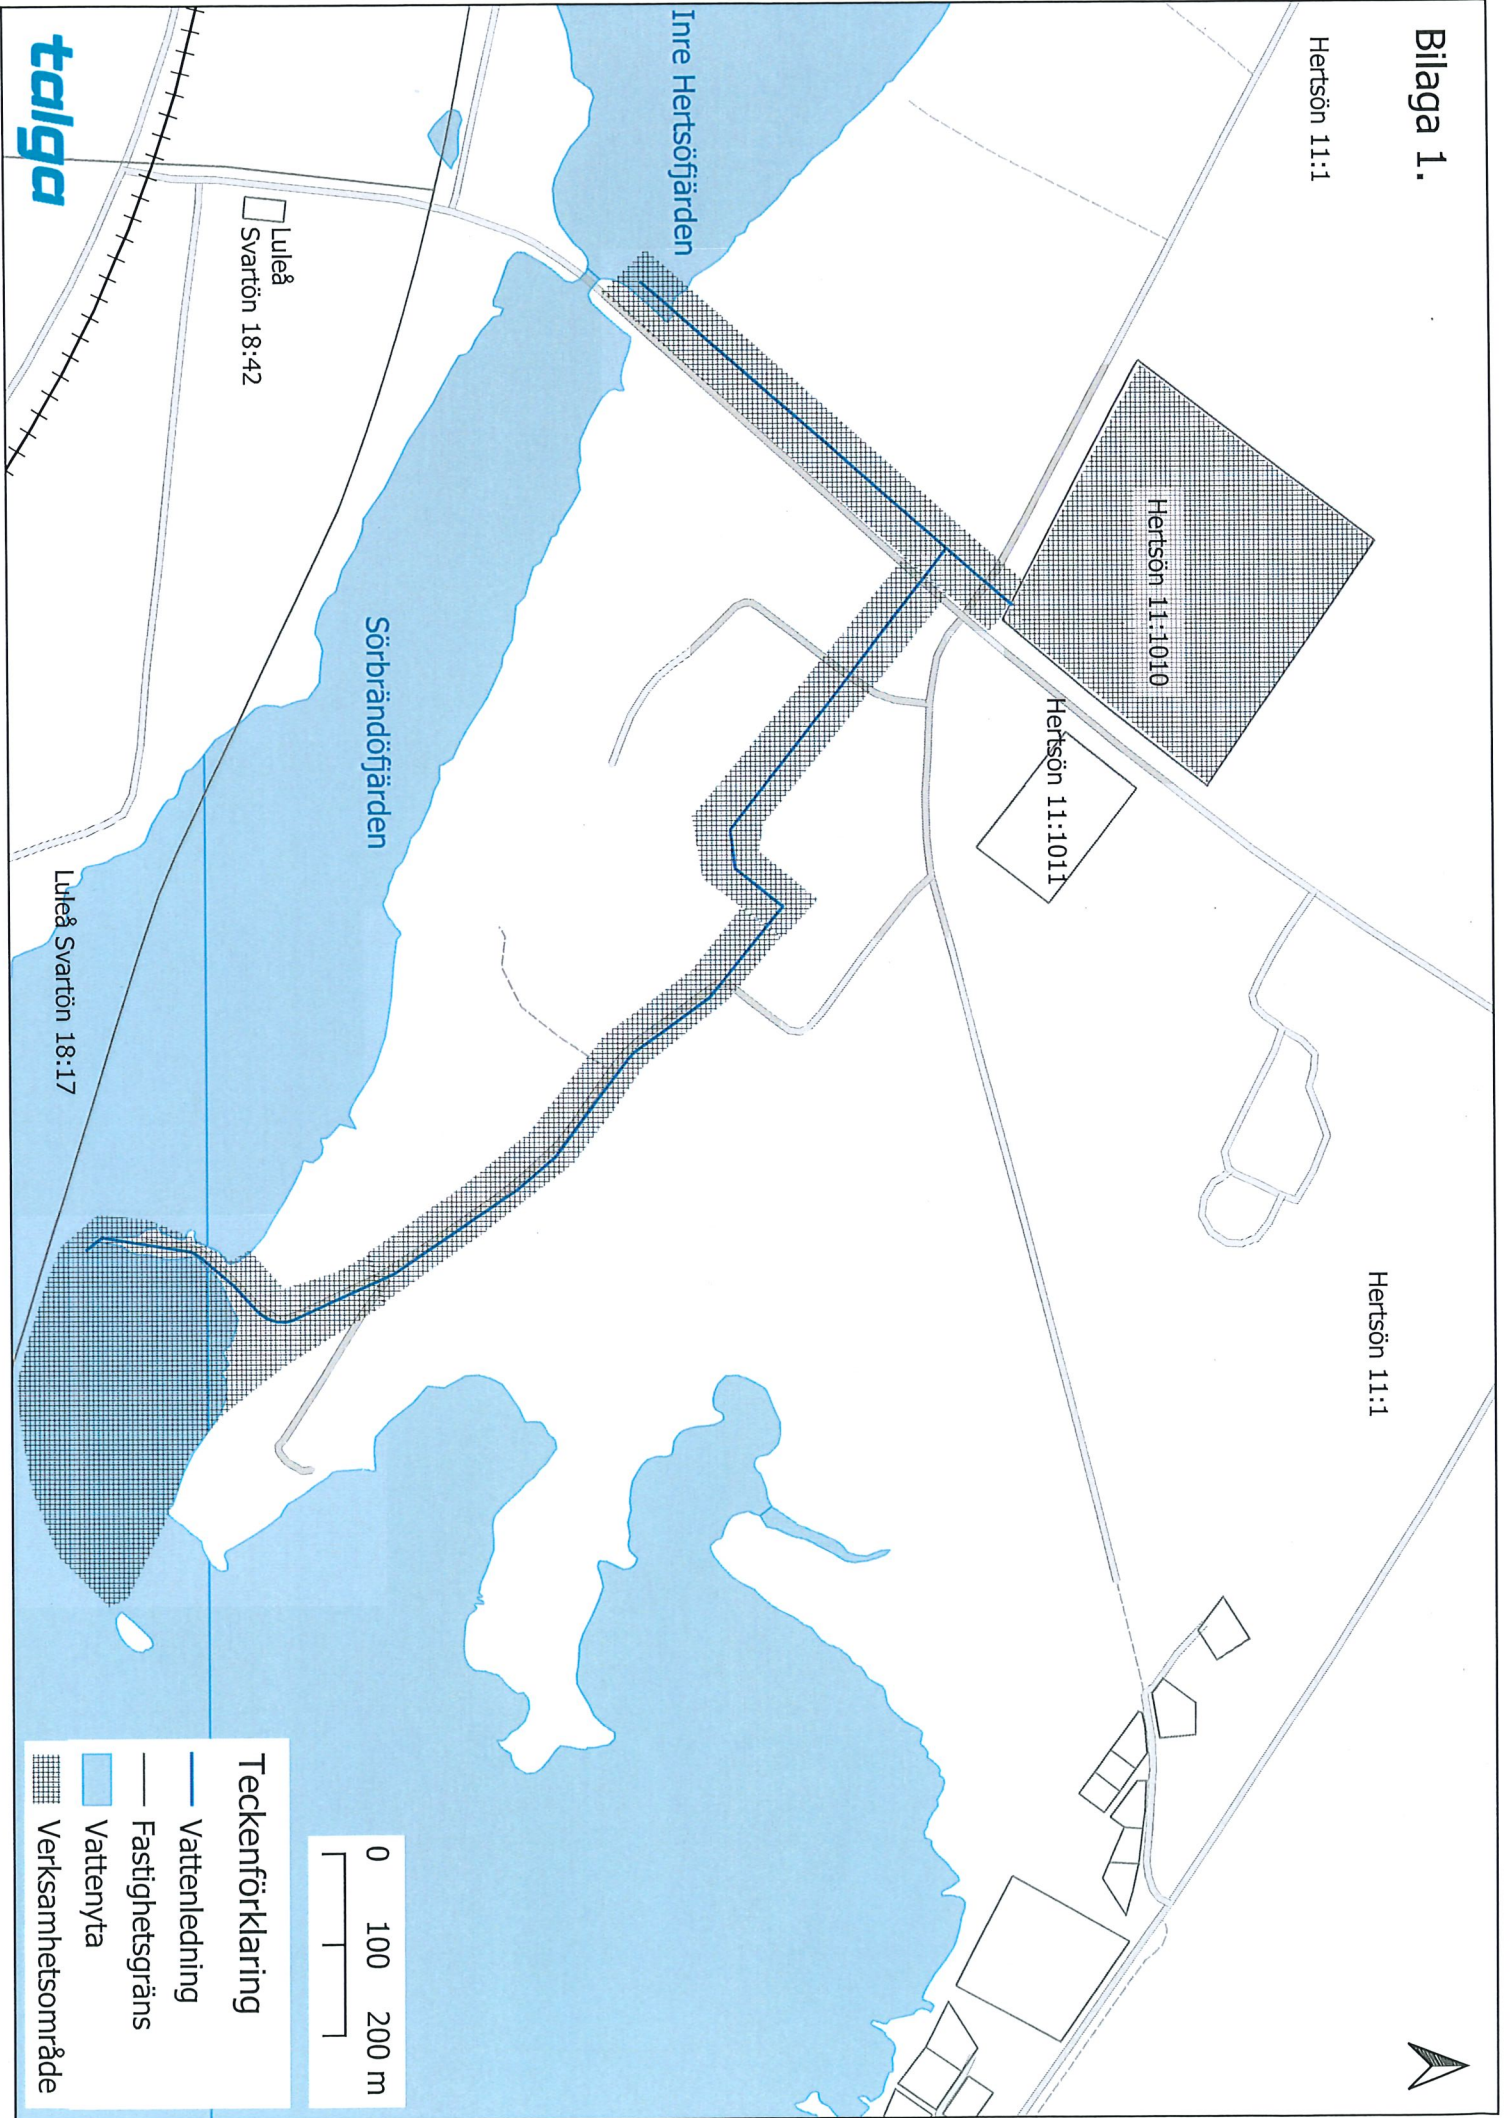 Bilaga 1.
Hertsön 11:1
Hertsön 11:1010
Hertsön 11:1011
Hertsön 11:1
Inre Hertsöfjärden
Sörbrändöfjärden
Luleå
Svartön 18:42
Luleå Svartön 18:17
talga
0 100 200 m
Teckenförklaring
Vattenledning
Fastighetsgräns
Vattenyta
Verksamhetsområde